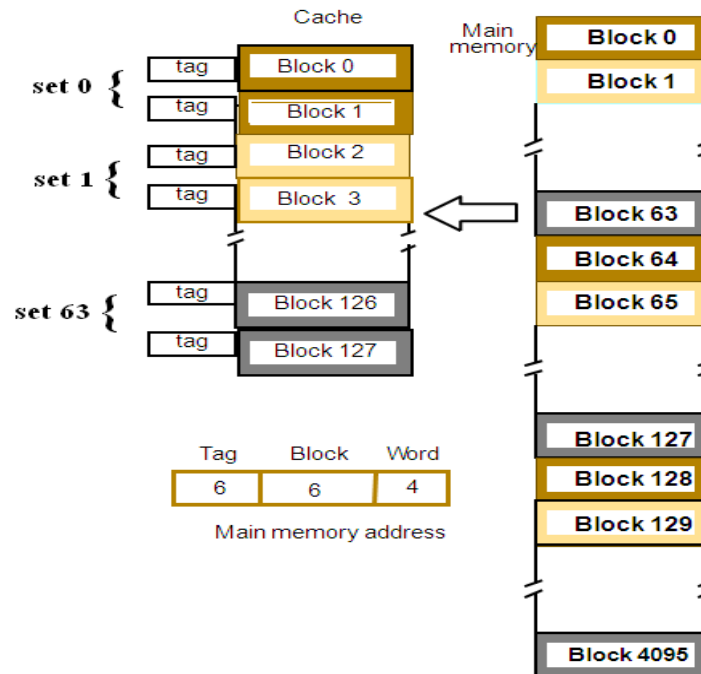 Cache
set 0 {
tag
Block 0
tag
Block 1
set 1 {
tag
Block 2
tag
Block 3
set 63 {
tag
Block 126
tag
Block 127
Main
memory
Block 0
Block 1
Block 63
Block 64
Block 65
Block 127
Block 128
Block 129
Block 4095
Tag Block Word
6 6 4
Main memory address